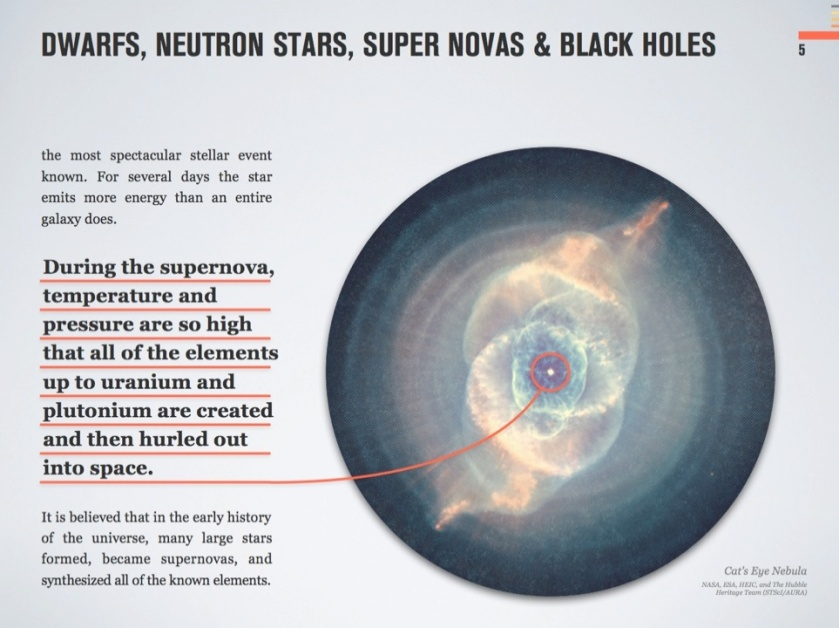 DWARFS, NEUTRON STARS, SUPER NOVAS & BLACK HOLES
5
the most spectacular stellar event
known. For several days the star
emits more energy than an entire
galaxy does.
During the supernova,
temperature and
pressure are so high
that all of the elements
up to uranium and
plutonium are created
and then hurled out
into space.
It is believed that in the early history
of the universe, many large stars
formed, became supernovas, and
synthesized all of the known elements.
Cat's Eye Nebula
NASA, ESA, HEIC, and The Hubble
Heritage Team (STScI/AURA)